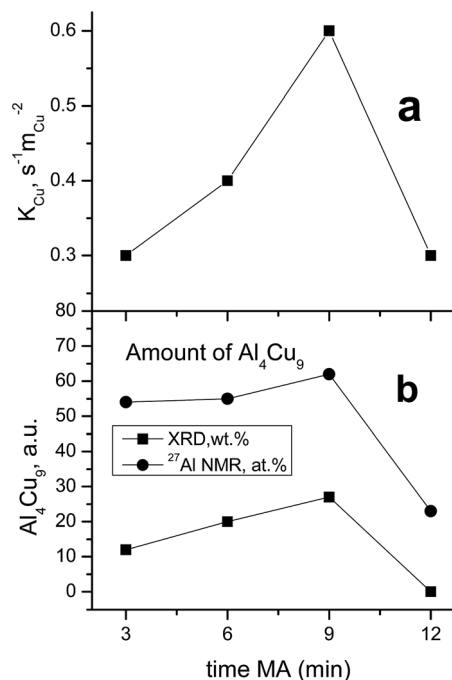 0.6
a
0.5
K_Cu, s^-1 m_Cu^-2
0.4
0.3
80
70
Amount of Al4Cu9
60
b
50
XRD,wt.%
40
^27Al NMR, at.%
30
Al4Cu9, a.u.
20
10
0
3 6 9 12
time MA (min)